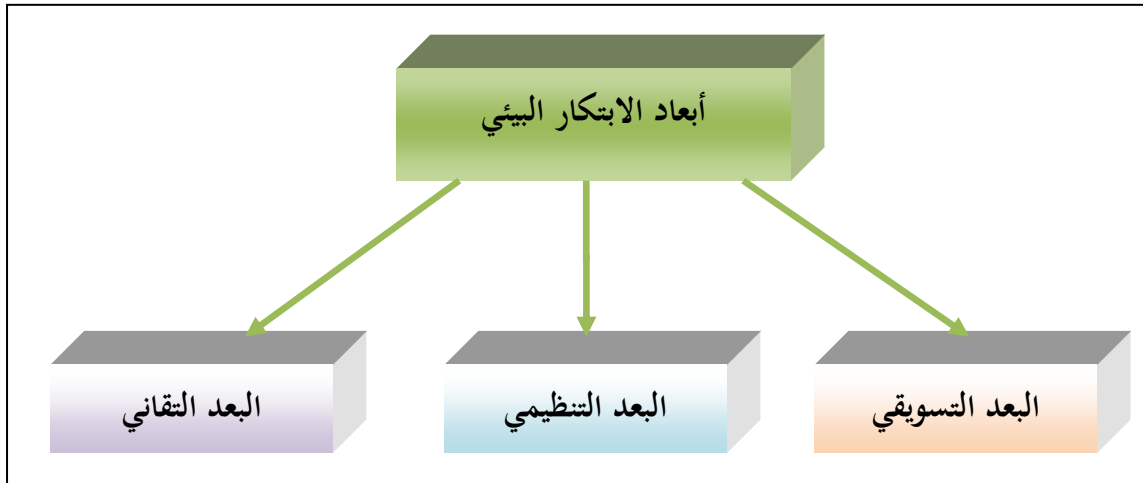 أبعاد الابتكار البيئي
البعد التسويقي
البعد التنظيمي
البعد التقاني